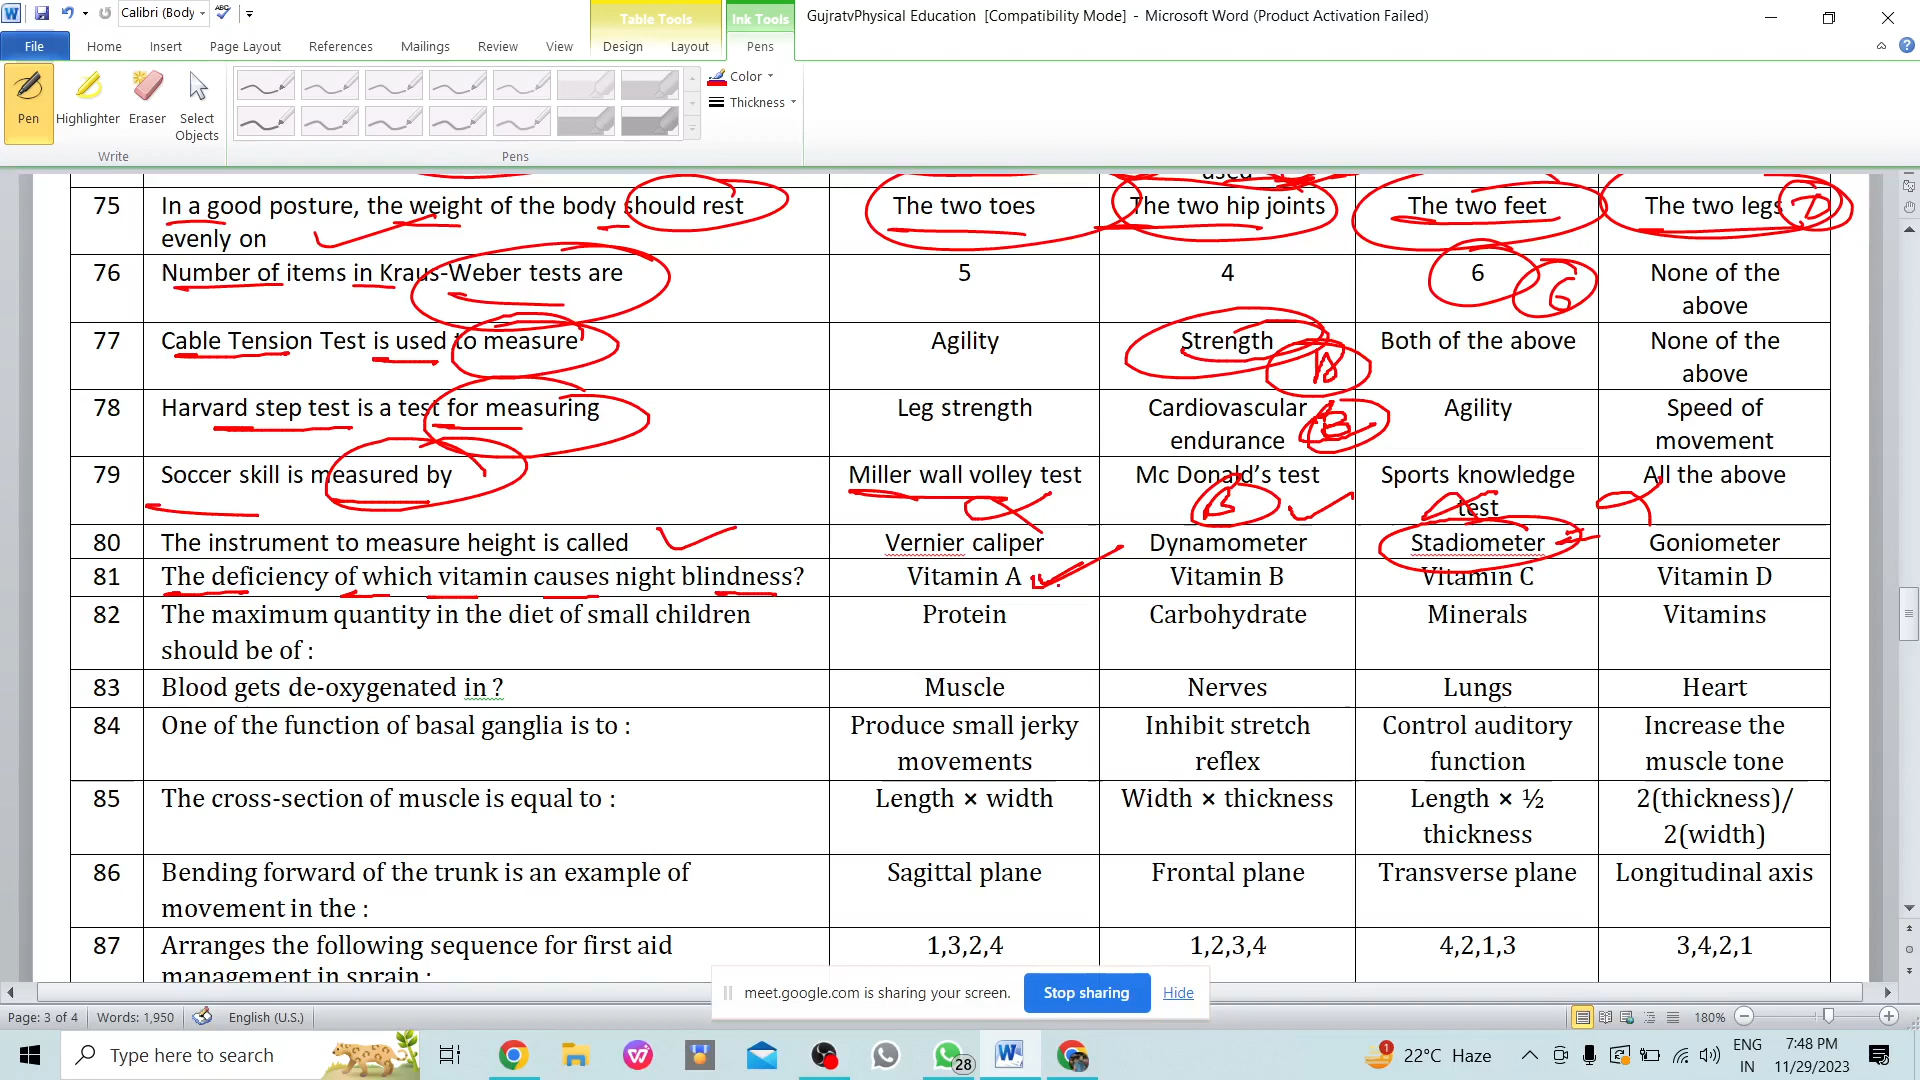 Calibri (Body
Table Tools
Ink Tools
GujratvPhysical Education [Compatibility Mode] - Microsoft Word (Product Activation Failed)
File
Home
Insert
Page Layout
References
Mailings
Review
View
Design
Layout
Pens
Pen
Highlighter
Eraser
Select
Objects
Color
Thickness
Write
Pens
used
75 In a good posture, the weight of the body should rest The two toes The two hip joints The two feet The two legs D
evenly on
76 Number of items in Kraus-Weber tests are 5 4 6 None of the
above
77 Cable Tension Test is used to measure Agility Strength Both of the above None of the
above
78 Harvard step test is a test for measuring Leg strength Cardiovascular Agility Speed of
endurance B movement
79 Soccer skill is measured by Miller wall volley test Mc Donald's test Sports knowledge All the above
B test
80 The instrument to measure height is called Vernier caliper Dynamometer Stadiometer Goniometer
81 The deficiency of which vitamin causes night blindness? Vitamin A Vitamin B Vitamin C Vitamin D
82 The maximum quantity in the diet of small children Protein Carbohydrate Minerals Vitamins
should be of :
83 Blood gets de-oxygenated in ? Muscle Nerves Lungs Heart
84 One of the function of basal ganglia is to : Produce small jerky Inhibit stretch Control auditory Increase the
movements reflex function muscle tone
85 The cross-section of muscle is equal to : Length × width Width × thickness Length × ½ 2(thickness)/
thickness 2(width)
86 Bending forward of the trunk is an example of Sagittal plane Frontal plane Transverse plane Longitudinal axis
movement in the :
87 Arranges the following sequence for first aid 1,3,2,4 1,2,3,4 4,2,1,3 3,4,2,1
management in sprain :
meet.google.com is sharing your screen. Stop sharing Hide
Page: 3 of 4 Words: 1,950 English (U.S.) 180%
Type here to search 28 1 22°C Haze ENG 7:48 PM
IN 11/29/2023